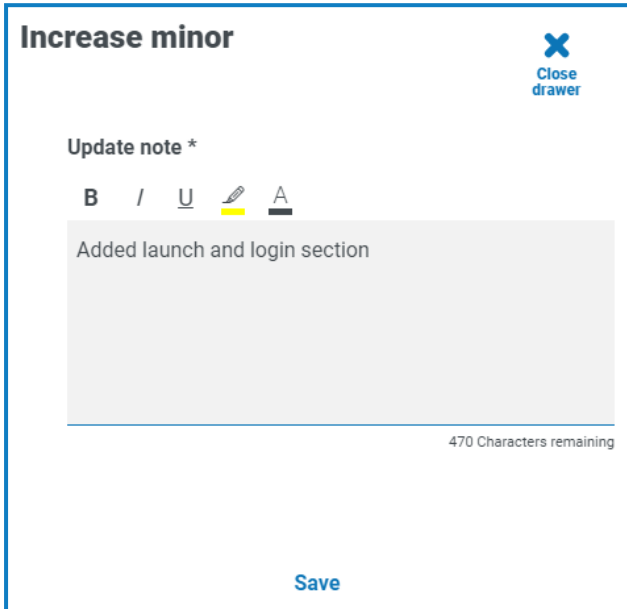 Increase minor
Close
drawer
Update note *
B I U A
Added launch and login section
470 Characters remaining
Save